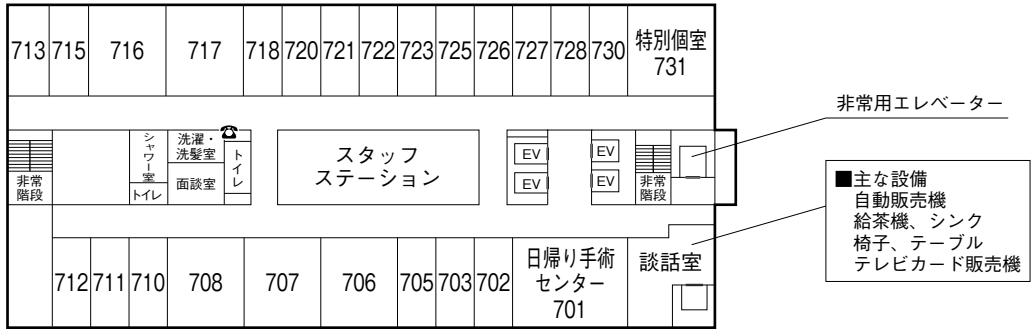 713 715 716 717 718 720 721 722 723 725 726 727 728 730 特別個室
731
非常用エレベーター
非常
階段
シャワー室
トイレ
洗濯・
洗髪室
面談室
☎
トイレ
スタッフ
ステーション
EV
EV
EV
EV
非常
階段
■主な設備
自動販売機
給茶機、シンク
椅子、テーブル
テレビカード販売機
712 711 710 708 707 706 705 703 702
日帰り手術
センター
701
談話室